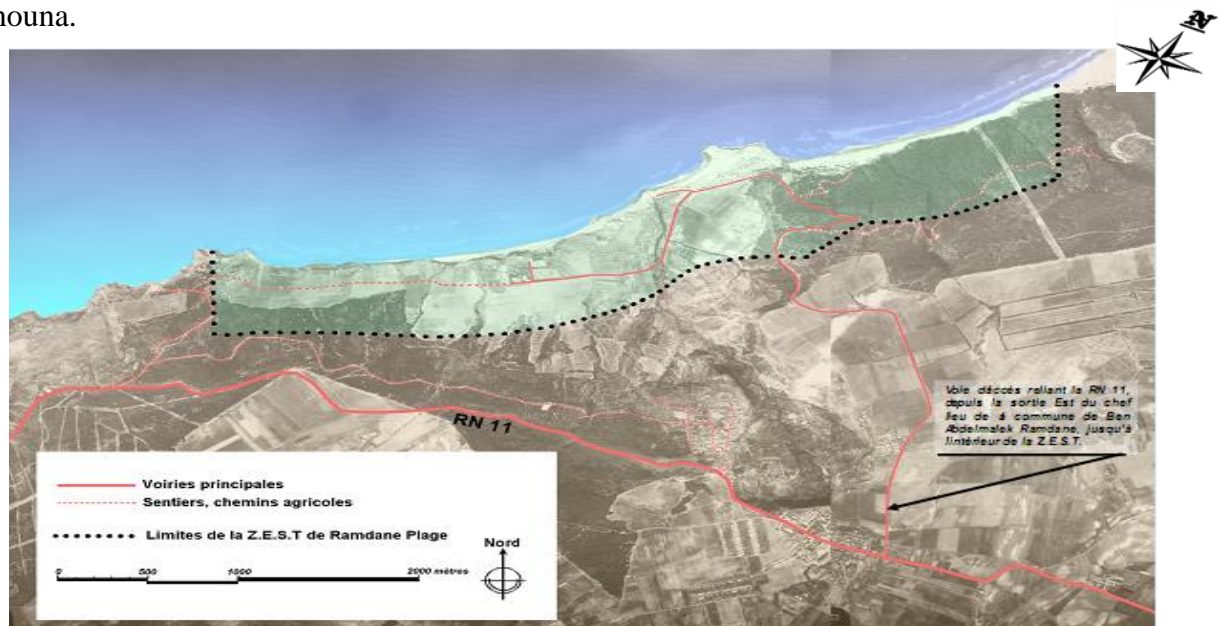 nouna.
N
RN 11
Voie d'accés reliant la RN 11,
depuis la sortie Est du chef
lieu de à commune de Ben
Abdelmalek Ramdane, jusqu'à
l'intérieur de la Z.E.S.T.
Voiries principales
Sentiers, chemins agricoles
Limites de la Z.E.S.T de Ramdane Plage
Nord
0 500 1000 2000 mètres